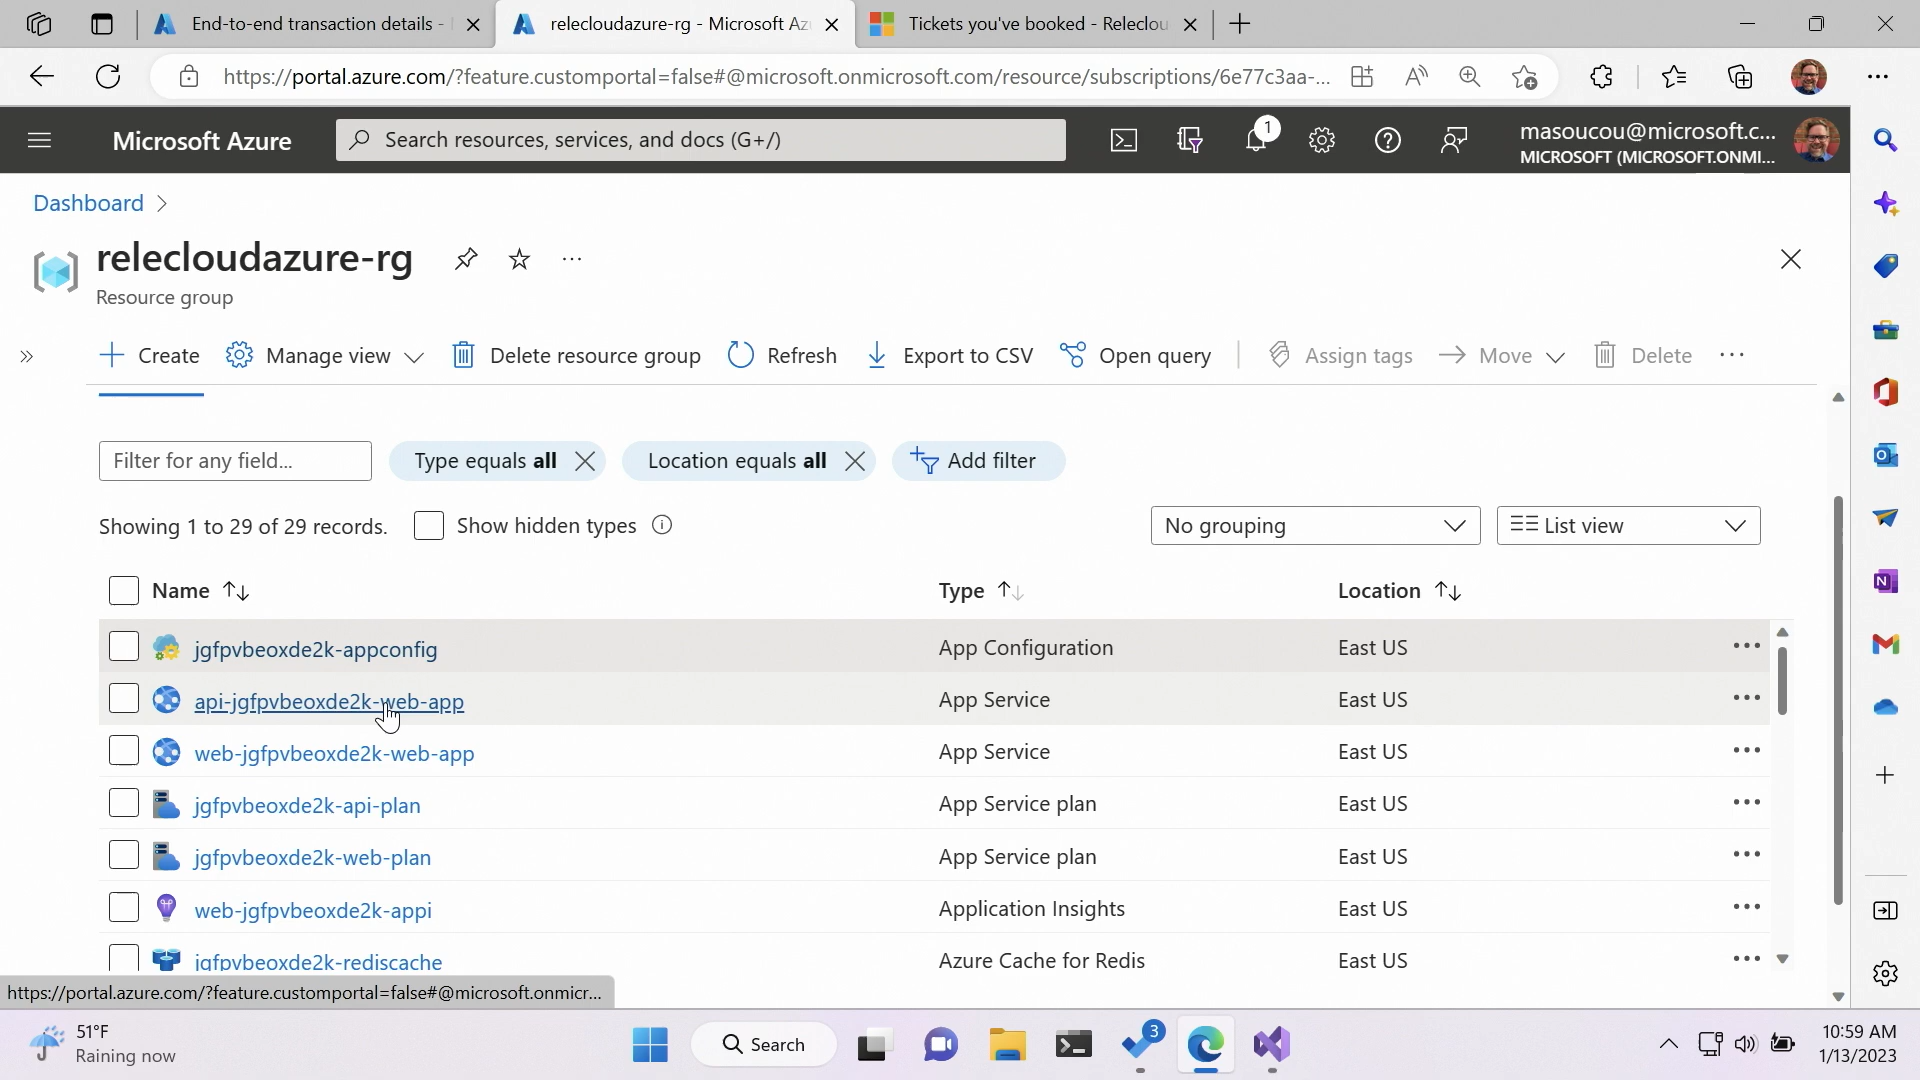 End-to-end transaction details -
relecloudazure-rg - Microsoft Az
Tickets you've booked - Releclou
https://portal.azure.com/?feature.customportal=false#@microsoft.onmicrosoft.com/resource/subscriptions/6e77c3aa-...
Microsoft Azure
Search resources, services, and docs (G+/)
1
masoucou@microsoft.c...
MICROSOFT (MICROSOFT.ONMI...
Dashboard
relecloudazure-rg
Resource group
Create
Manage view
Delete resource group
Refresh
Export to CSV
Open query
Assign tags
Move
Delete
Filter for any field...
Type equals all
Location equals all
Add filter
Showing 1 to 29 of 29 records.
Show hidden types
No grouping
List view
Name
Type
Location
jgfpvbeoxde2k-appconfig
App Configuration
East US
api-jgfpvbeoxde2k-web-app
App Service
East US
web-jgfpvbeoxde2k-web-app
App Service
East US
jgfpvbeoxde2k-api-plan
App Service plan
East US
jgfpvbeoxde2k-web-plan
App Service plan
East US
web-jgfpvbeoxde2k-appi
Application Insights
East US
jgfpvbeoxde2k-rediscache
Azure Cache for Redis
East US
https://portal.azure.com/?feature.customportal=false#@microsoft.onmicr...
51°F
Raining now
Search
3
10:59 AM
1/13/2023